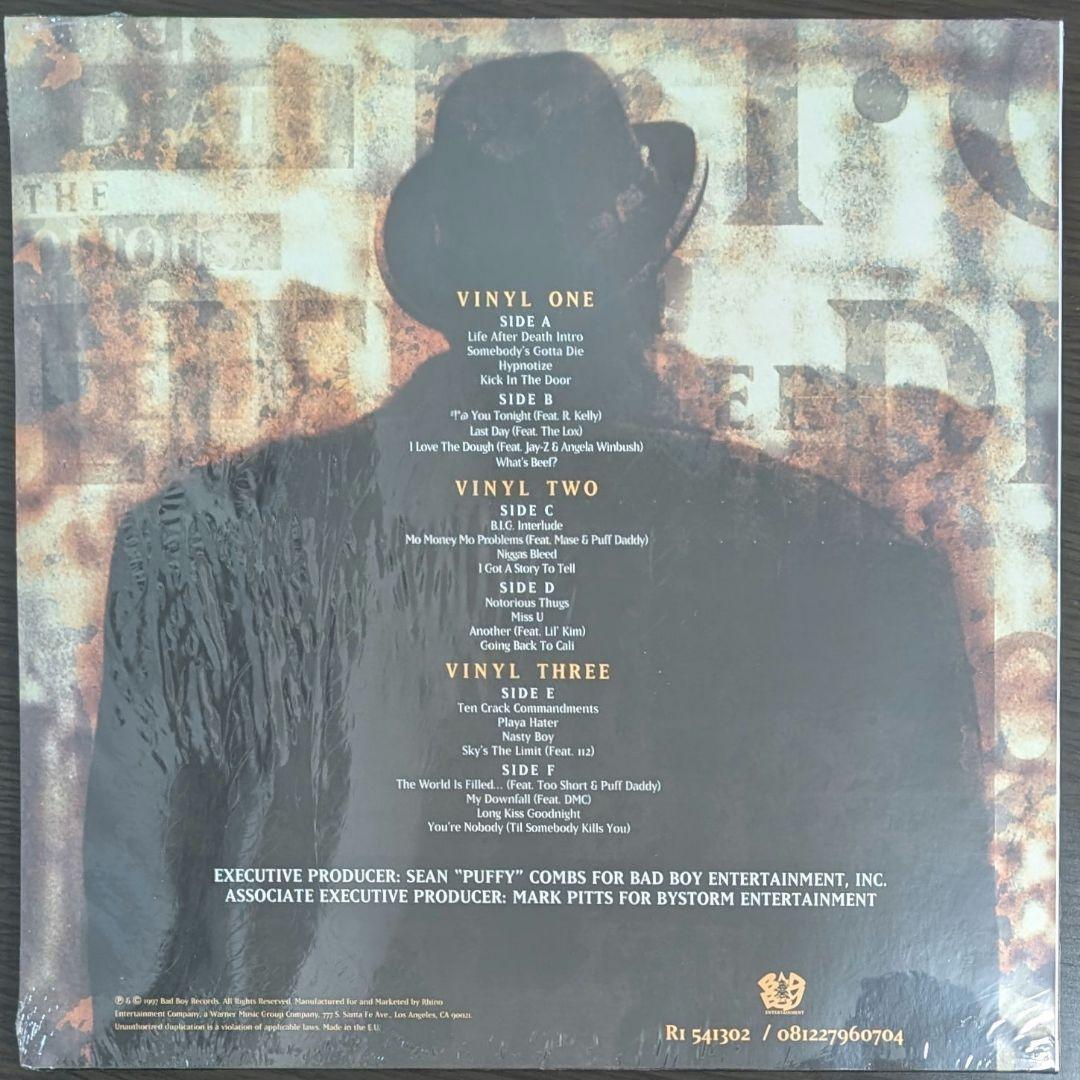 THE
VINYL ONE
SIDE A
Life After Death Intro
Somebody's Gotta Die
Hypnotize
Kick In The Door
SIDE B
You Tonight (Feat. R. Kelly)
Last Day (Feat. The Lox)
I Love The Dough (Feat. Jay-Z & Angela Winbush)
What's Beef?
VINYL TWO
SIDE C
B.I.G. Interlude
Mo Money Mo Problems (Feat. Mase & Puff Daddy)
Niggas Bleed
I Got A Story To Tell
SIDE D
Notorious Thugs
Miss U
Another (Feat. Lil' Kim)
Going Back To Cali
VINYL THREE
SIDE E
Ten Crack Commandments
Playa Hater
Nasty Boy
Sky's The Limit (Feat. 112)
SIDE F
The World Is Filled... (Feat. Too Short & Puff Daddy)
My Downfall (Feat. DMC)
Long Kiss Goodnight
You're Nobody (Til Somebody Kills You)
EXECUTIVE PRODUCER: SEAN "PUFFY" COMBS FOR BAD BOY ENTERTAINMENT, INC.
ASSOCIATE EXECUTIVE PRODUCER: MARK PITTS FOR BYSTORM ENTERTAINMENT
BAD BOY
ENTERTAINMENT
℗ & © 1997 Bad Boy Records. All Rights Reserved. Manufactured for and Marketed by Rhino
Entertainment Company, a Warner Music Group Company, 777 S. Santa Fe Ave., Los Angeles, CA 90021.
Unauthorized duplication is a violation of applicable laws. Made in the E.U.
R1 541302 / 081227960704